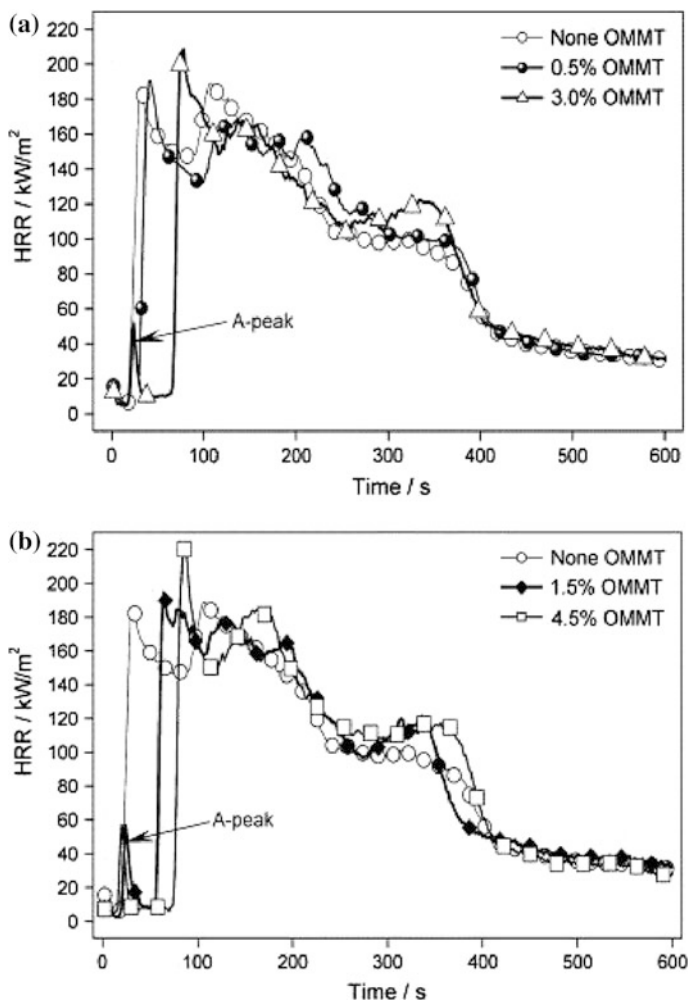 (a)
220
200
180
160
140
120
100
80
60
40
20
0
HRR / kW/m²
None OMMT
0.5% OMMT
3.0% OMMT
A-peak
0 100 200 300 400 500 600
Time / s
(b)
220
200
180
160
140
120
100
80
60
40
20
0
HRR / kW/m²
None OMMT
1.5% OMMT
4.5% OMMT
A-peak
0 100 200 300 400 500 600
Time / s